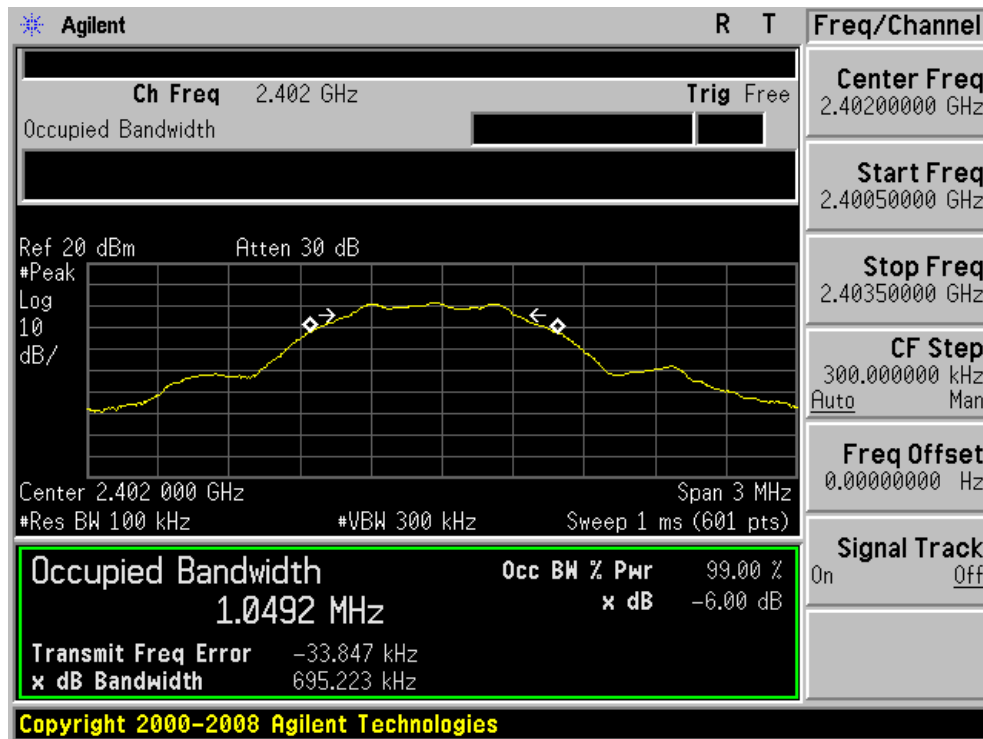 Agilent R T
Ch Freq 2.402 GHz Trig Free
Occupied Bandwidth
Ref 20 dBm Atten 30 dB
#Peak
Log
10
dB/
Center 2.402 000 GHz Span 3 MHz
#Res BW 100 kHz #VBW 300 kHz Sweep 1 ms (601 pts)
Occupied Bandwidth
1.0492 MHz
Occ BW % Pwr 99.00 %
x dB -6.00 dB
Transmit Freq Error -33.847 kHz
x dB Bandwidth 695.223 kHz
Copyright 2000-2008 Agilent Technologies
Freq/Channel
Center Freq
2.40200000 GHz
Start Freq
2.40050000 GHz
Stop Freq
2.40350000 GHz
CF Step
300.000000 kHz
Auto Man
Freq Offset
0.00000000 Hz
Signal Track
On Off